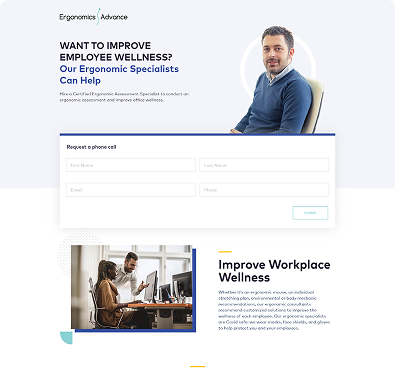 Ergonomics Advance
WANT TO IMPROVE
EMPLOYEE WELLNESS?
Our Ergonomic Specialists
Can Help
Hire a Certified Ergonomic Assessment Specialist to conduct an
ergonomic assessment and improve office wellness.
Request a phone call
First Name
Last Name
Email
Phone
Improve Workplace
Wellness
Whether it's an ergonomic mouse, an individual
stretching plan, environmental or body mechanic
recommendations, our ergonomic consultants
recommend customized solutions to improve the
wellness of each employee. Our Ergonomic specialists
are Covid safe: we wear masks, face shields, and gloves
to help protect you and your employees.